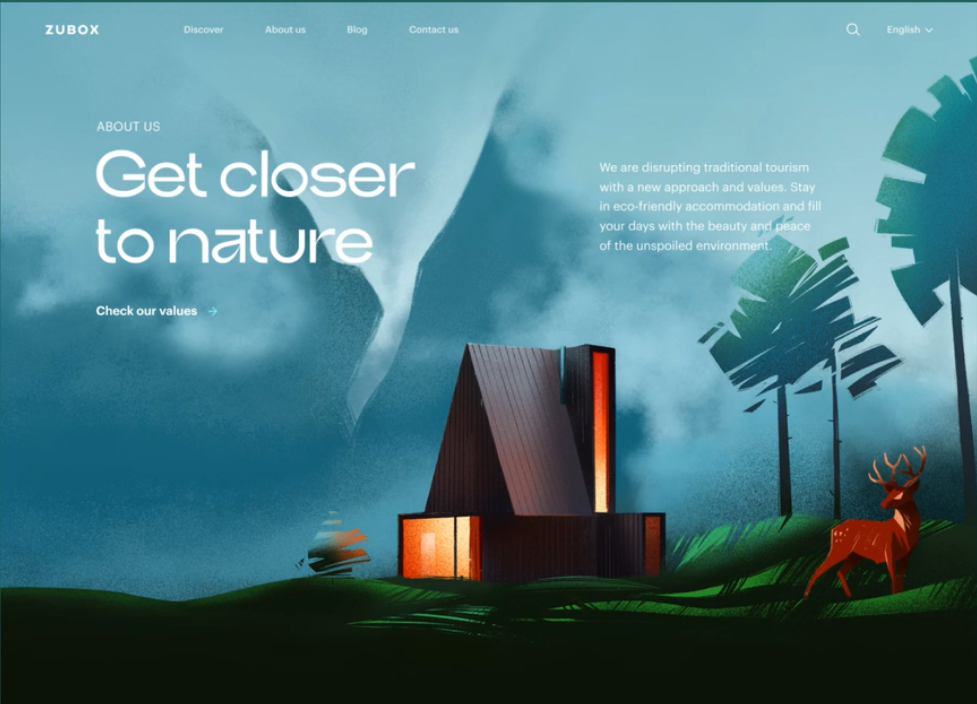 ZUBOX
Discover
About us
Blog
Contact us
English
ABOUT US
Get closer
to nature
Check our values →
We are disrupting traditional tourism
with a new approach and values. Stay
in eco-friendly accommodation and fill
your days with the beauty and peace
of the unspoiled environment.